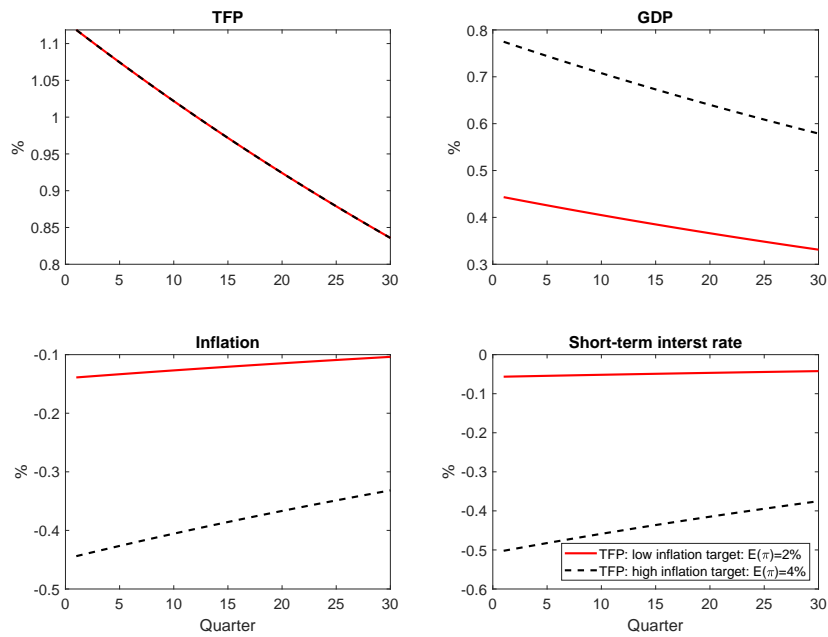 TFP
1.1
1.05
1
0.95
0.9
0.85
0.8
%
0 5 10 15 20 25 30
GDP
0.8
0.7
0.6
0.5
0.4
0.3
%
0 5 10 15 20 25 30
Inflation
-0.1
-0.2
-0.3
-0.4
-0.5
%
0 5 10 15 20 25 30
Quarter
Short-term interst rate
0
-0.1
-0.2
-0.3
-0.4
-0.5
-0.6
%
TFP: low inflation target: E(π)=2%
TFP: high inflation target: E(π)=4%
0 5 10 15 20 25 30
Quarter